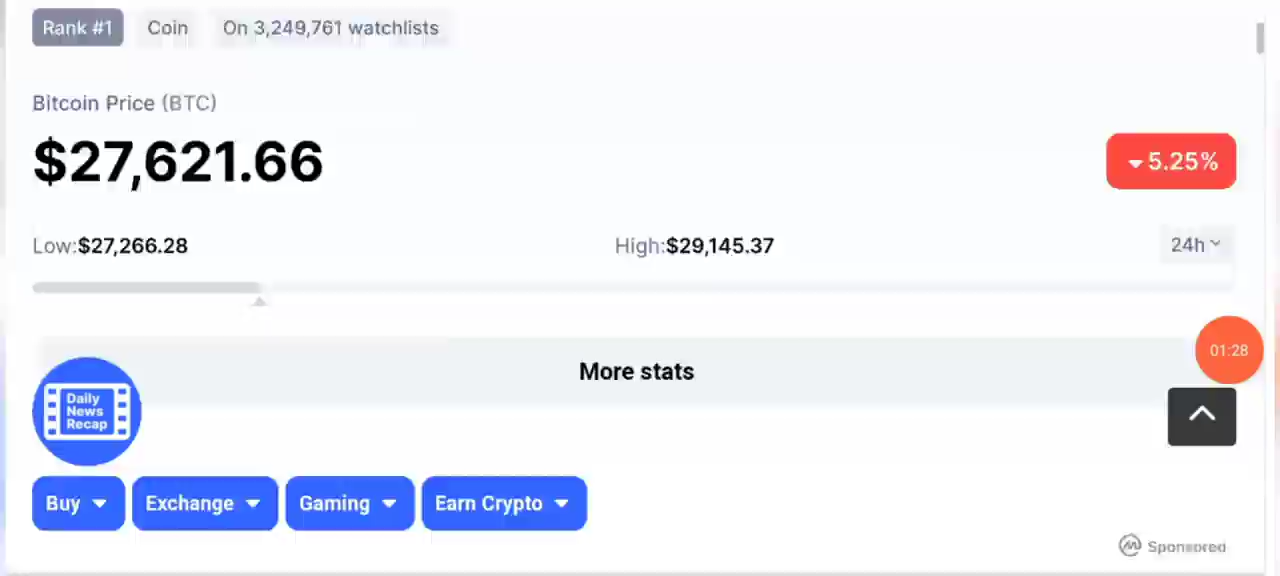 Rank #1 Coin On 3,249,761 watchlists
Bitcoin Price (BTC)
$27,621.66 5.25%
Low:$27,266.28 High:$29,145.37 24h
01:28
More stats
Daily
News
Recap
Buy Exchange Gaming Earn Crypto
Sponsored